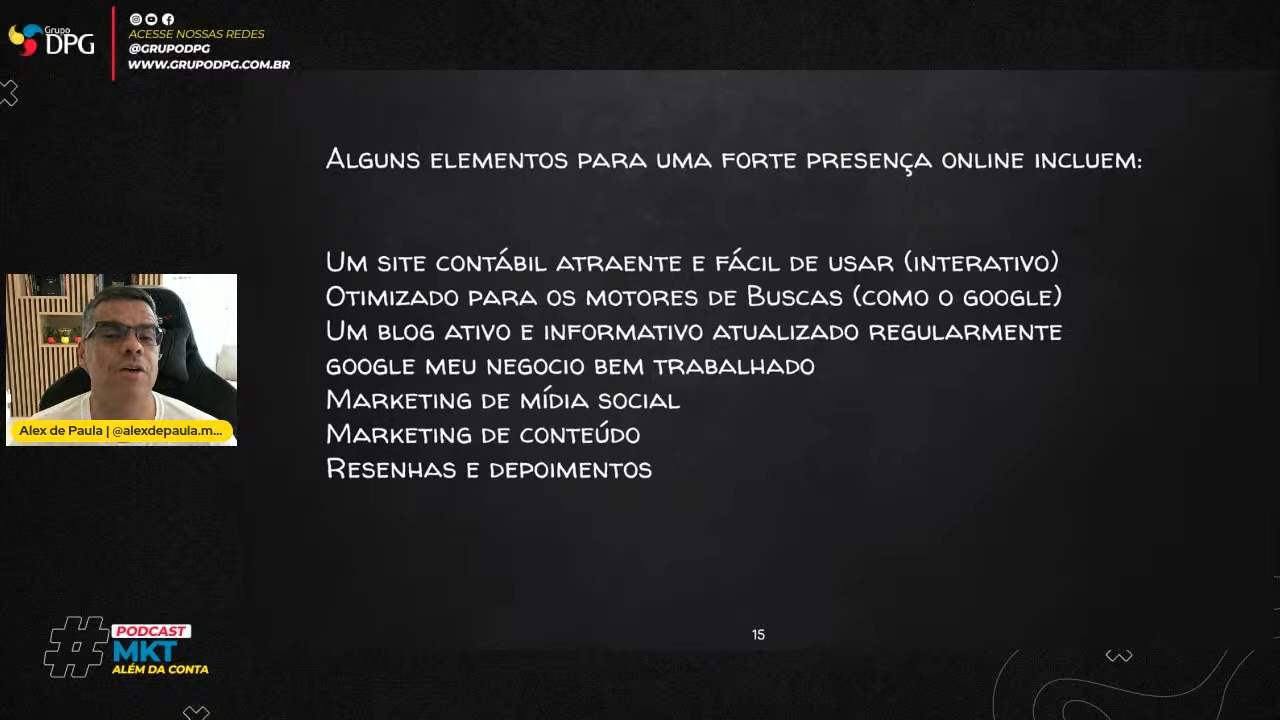 Grupo
DPG
ACESSE NOSSAS REDES
@GRUPODPG
WWW.GRUPODPG.COM.BR
Alguns elementos para uma forte presença online incluem:
Um site contábil atraente e fácil de usar (interativo)
Otimizado para os motores de Buscas (como o google)
Um blog ativo e informativo atualizado regularmente
google meu negocio bem trabalhado
Marketing de mídia social
Marketing de conteúdo
Resenhas e depoimentos
Alex de Paula | @alexdepaula.m...
15
#
PODCAST
MKT
ALÉM DA CONTA